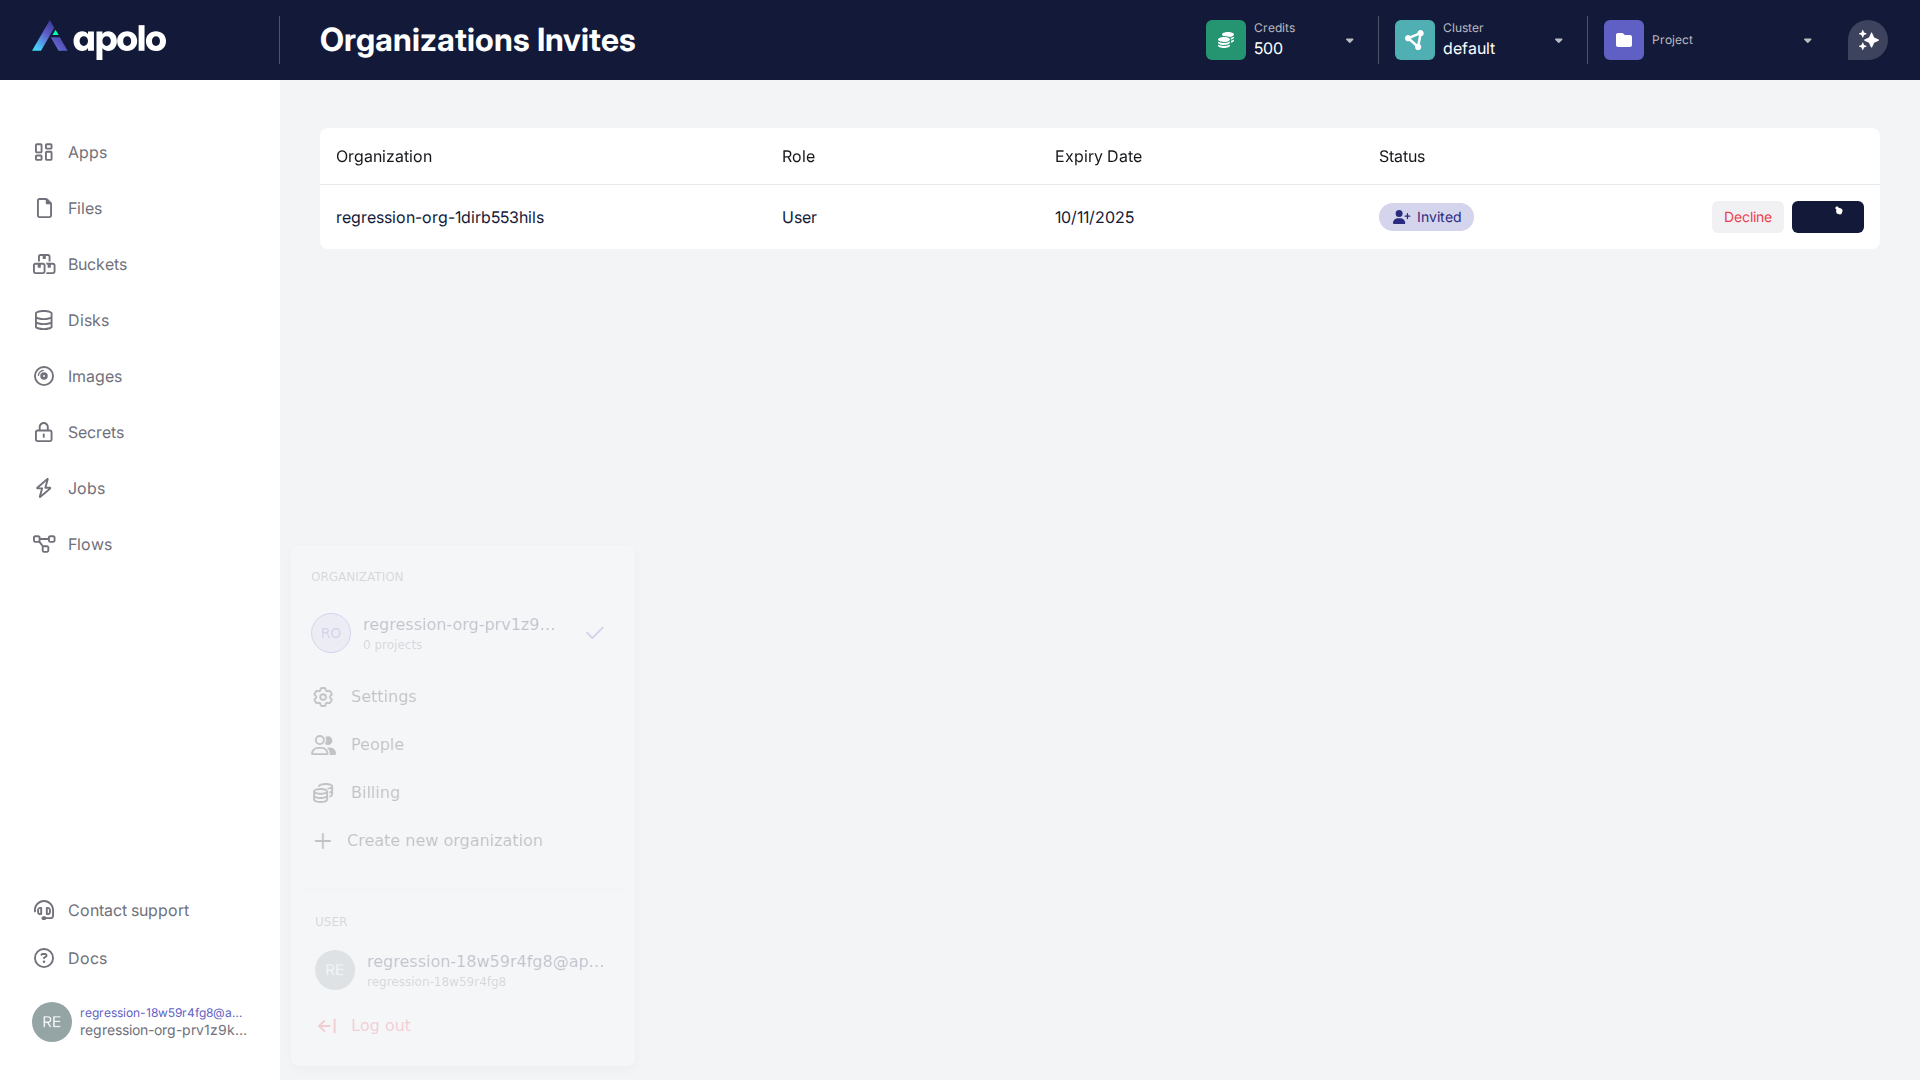 apolo
Organizations Invites
Credits
500
Cluster
default
Project
Apps
Files
Buckets
Disks
Images
Secrets
Jobs
Flows
Organization
Role
Expiry Date
Status
regression-org-1dirb553hils
User
10/11/2025
Invited
Decline
ORGANIZATION
RO
regression-org-prv1z9...
0 projects
Settings
People
Billing
Create new organization
USER
RE
regression-18w59r4fg8@ap...
regression-18w59r4fg8
Log out
Contact support
Docs
RE
regression-18w59r4fg8@a...
regression-org-prv1z9k...